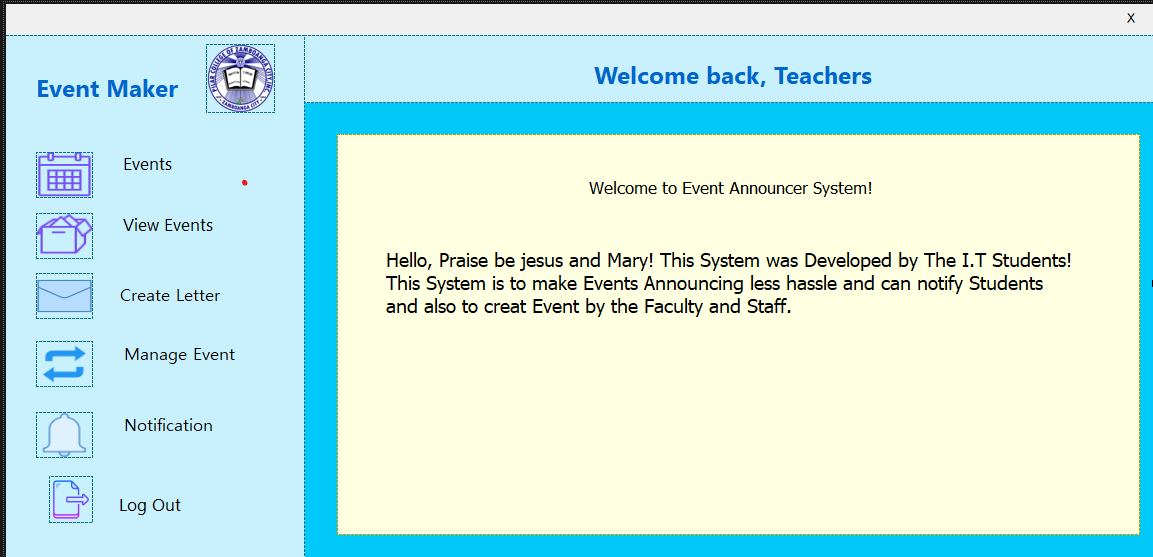 X
Event Maker
PILAR COLLEGE OF ZAMBOANGA CITY, INC.
ZAMBOANGA CITY
Welcome back, Teachers
Events
View Events
Create Letter
Manage Event
Notification
Log Out
Welcome to Event Announcer System!
Hello, Praise be jesus and Mary! This System was Developed by The I.T Students!
This System is to make Events Announcing less hassle and can notify Students
and also to creat Event by the Faculty and Staff.